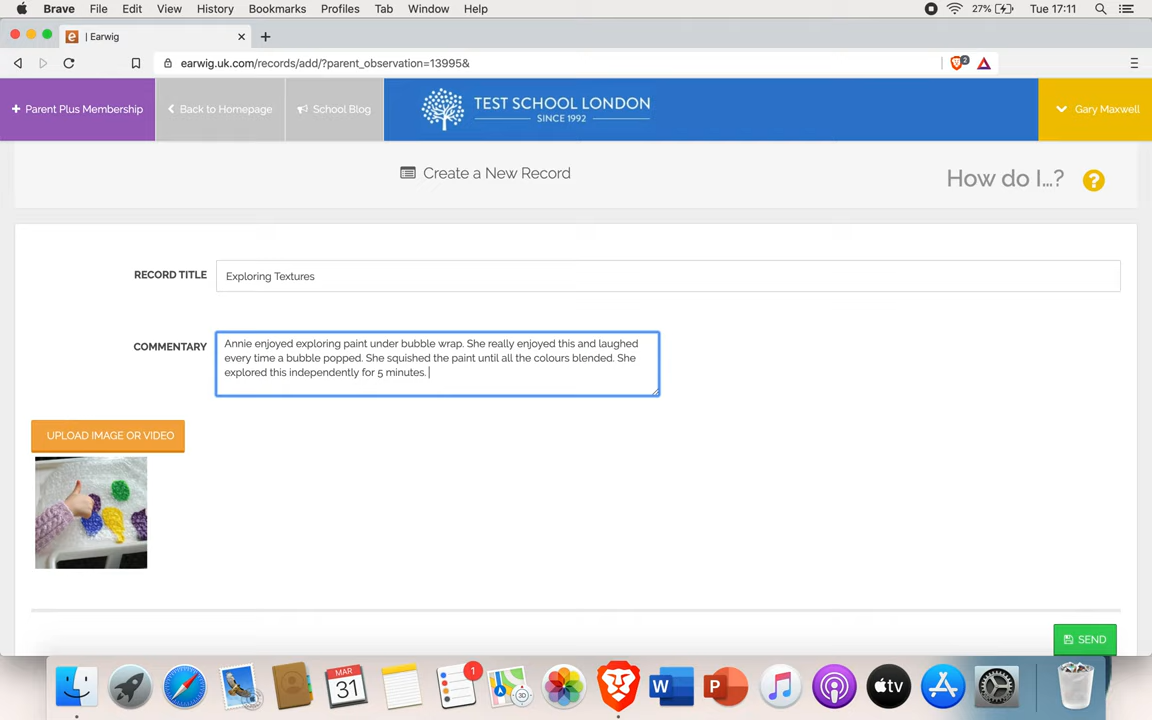 Brave File Edit View History Bookmarks Profiles Tab Window Help 27% Tue 17:11
e | Earwig
earwig.uk.com/records/add/?parent_observation=13995& 2
Parent Plus Membership Back to Homepage School Blog TEST SCHOOL LONDON Gary Maxwell
SINCE 1992
Create a New Record How do I...? ?
RECORD TITLE Exploring Textures
COMMENTARY Annie enjoyed exploring paint under bubble wrap. She really enjoyed this and laughed
every time a bubble popped. She squished the paint until all the colours blended. She
explored this independently for 5 minutes.
UPLOAD IMAGE OR VIDEO
SEND
MAR 31 1 3D W P tv